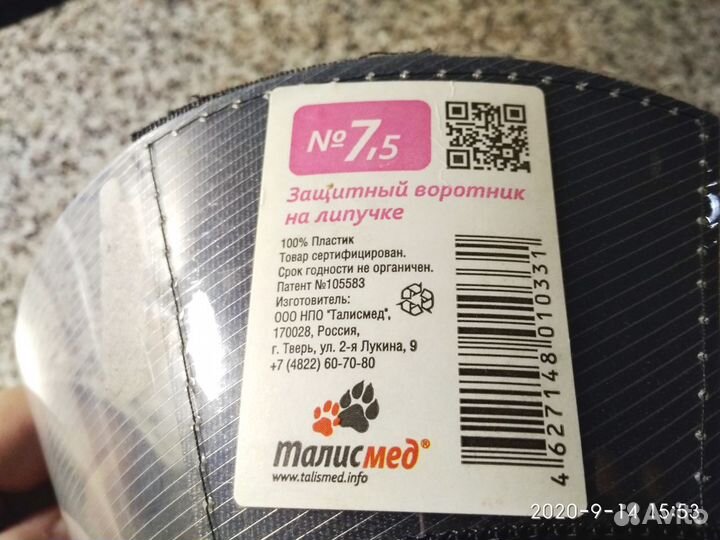 №7,5
Защитный воротник
на липучке
100% Пластик
Товар сертифицирован.
Срок годности не органичен.
Патент №105583
Изготовитель:
ООО НПО "Талисмед",
170028, Россия,
г. Тверь, ул. 2-я Лукина, 9
+7 (4822) 60-70-80
талисмед®
www.talismed.info
4 627148 010331
2020-9-14 15:53
Avito